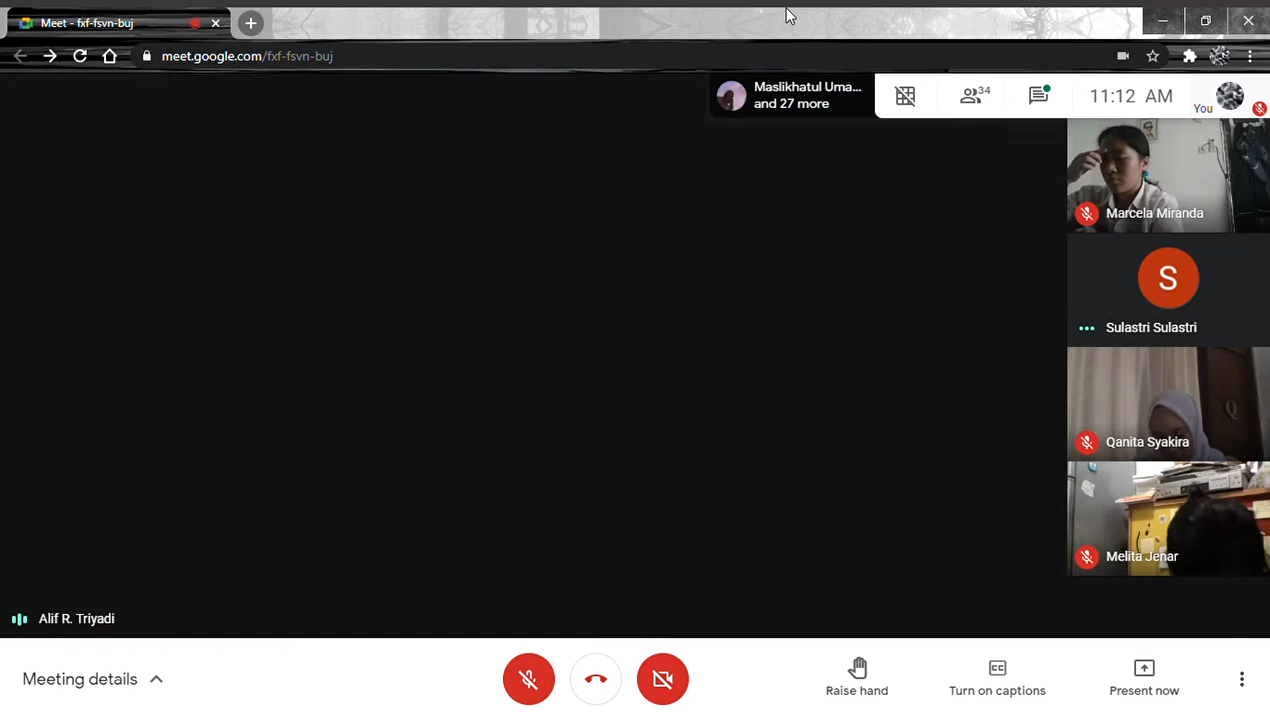 Meet - fxf-fsvn-buj
meet.google.com/fxf-fsvn-buj
Maslikhatul Uma...
and 27 more
34
11:12 AM
You
Marcela Miranda
S
Sulastri Sulastri
Q
Qanita Syakira
Melita Jenar
Alif R. Triyadi
Meeting details
CC
Raise hand
Turn on captions
Present now